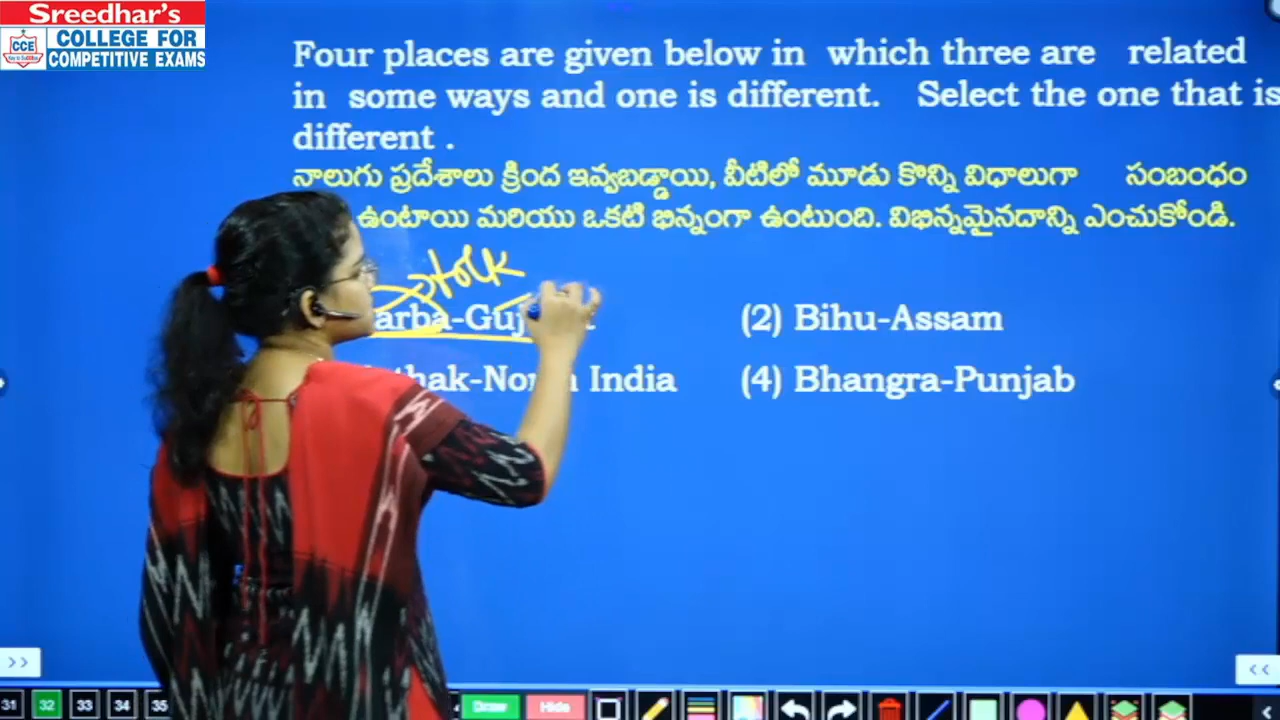 Sreedhar's
CCE
COLLEGE FOR
COMPETITIVE EXAMS
Four places are given below in which three are related
in some ways and one is different. Select the one that is
different .
నాలుగు ప్రదేశాలు క్రింద ఇవ్వబడ్డాయి, వీటిలో మూడు కొన్ని విధాలుగా సంబంధం
ఉంటాయి మరియు ఒకటి భిన్నంగా ఉంటుంది. విభిన్నమైనదాన్ని ఎంచుకోండి.
folk
(2) Bihu-Assam
India (4) Bhangra-Punjab
>> <<
31 32 33 34 35 Draw Hide